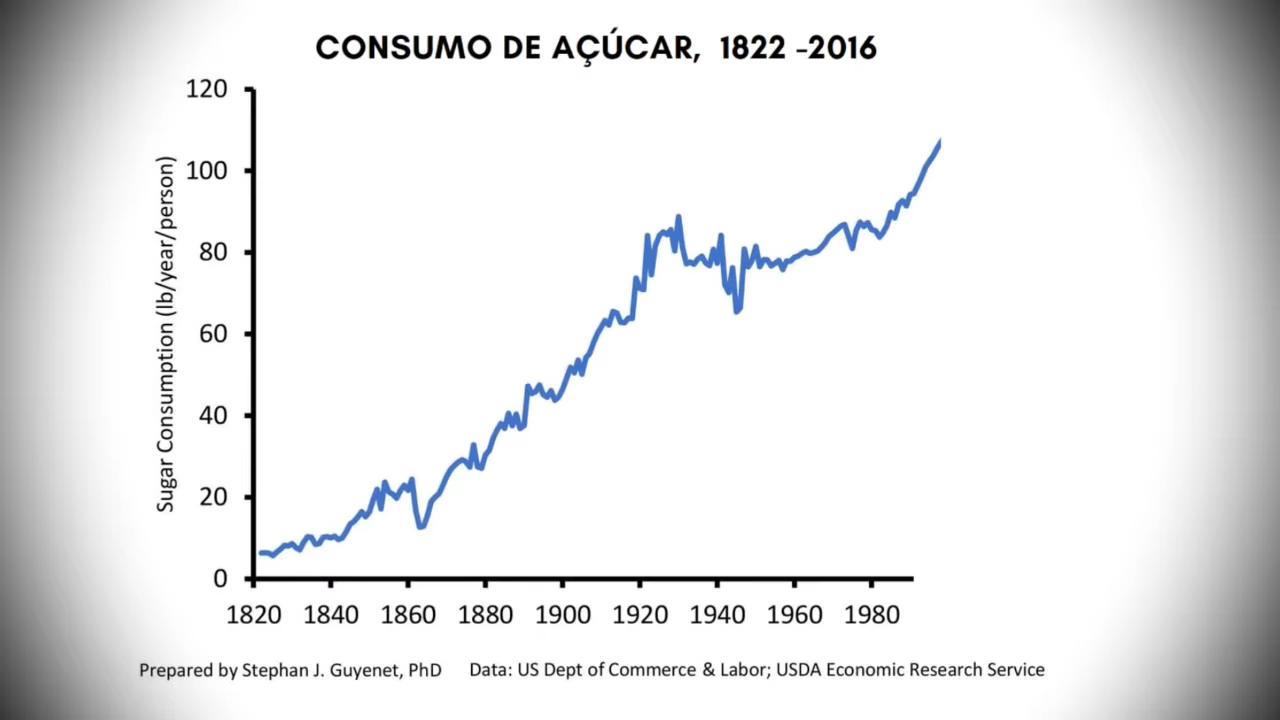 CONSUMO DE AÇÚCAR, 1822 -2016
120
100
80
60
40
20
0
Sugar Consumption (lb/year/person)
1820 1840 1860 1880 1900 1920 1940 1960 1980
Prepared by Stephan J. Guyenet, PhD Data: US Dept of Commerce & Labor; USDA Economic Research Service